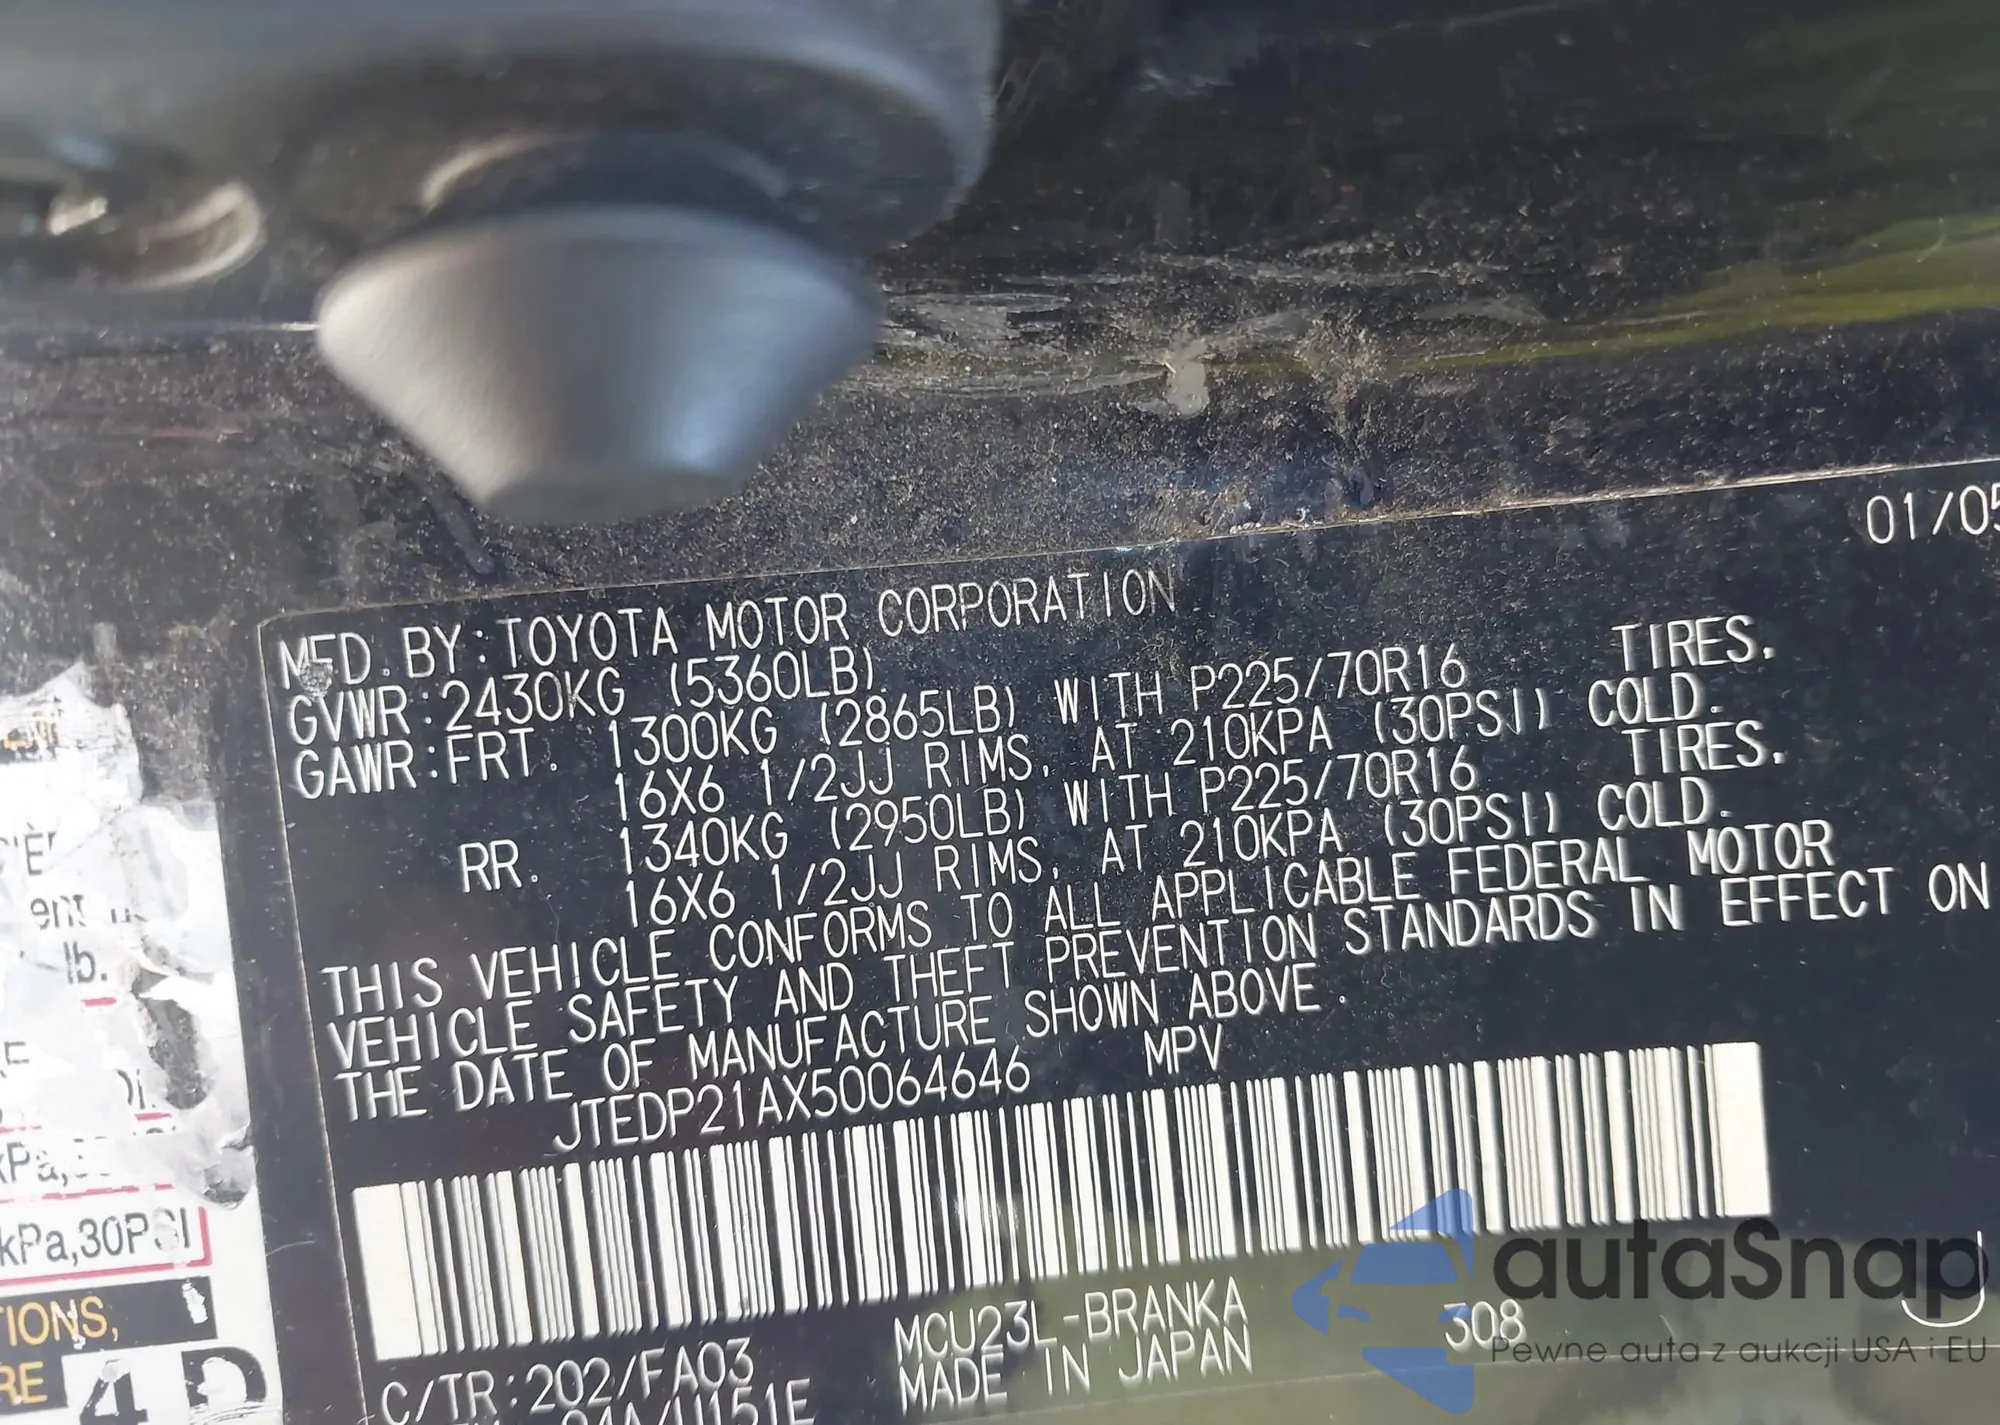 01/05
MFD. BY: TOYOTA MOTOR CORPORATION
GVWR: 2430KG (5360LB)
GAWR: FRT. 1300KG (2865LB) WITH P225/70R16 TIRES.
16X6 1/2JJ RIMS, AT 210KPA (30PSI) COLD.
RR. 1340KG (2950LB) WITH P225/70R16 TIRES.
16X6 1/2JJ RIMS, AT 210KPA (30PSI) COLD.
THIS VEHICLE CONFORMS TO ALL APPLICABLE FEDERAL MOTOR
VEHICLE SAFETY AND THEFT PREVENTION STANDARDS IN EFFECT ON
THE DATE OF MANUFACTURE SHOWN ABOVE.
JTEDP21AX50064646 MPV
C/TR: 202/FA03 MCU23L-BRANKA 308
MADE IN JAPAN J
lb.
kPa,30PSI
TIONS,
RE 4D
autaSnap
Pewne auta z aukcji USA i EU